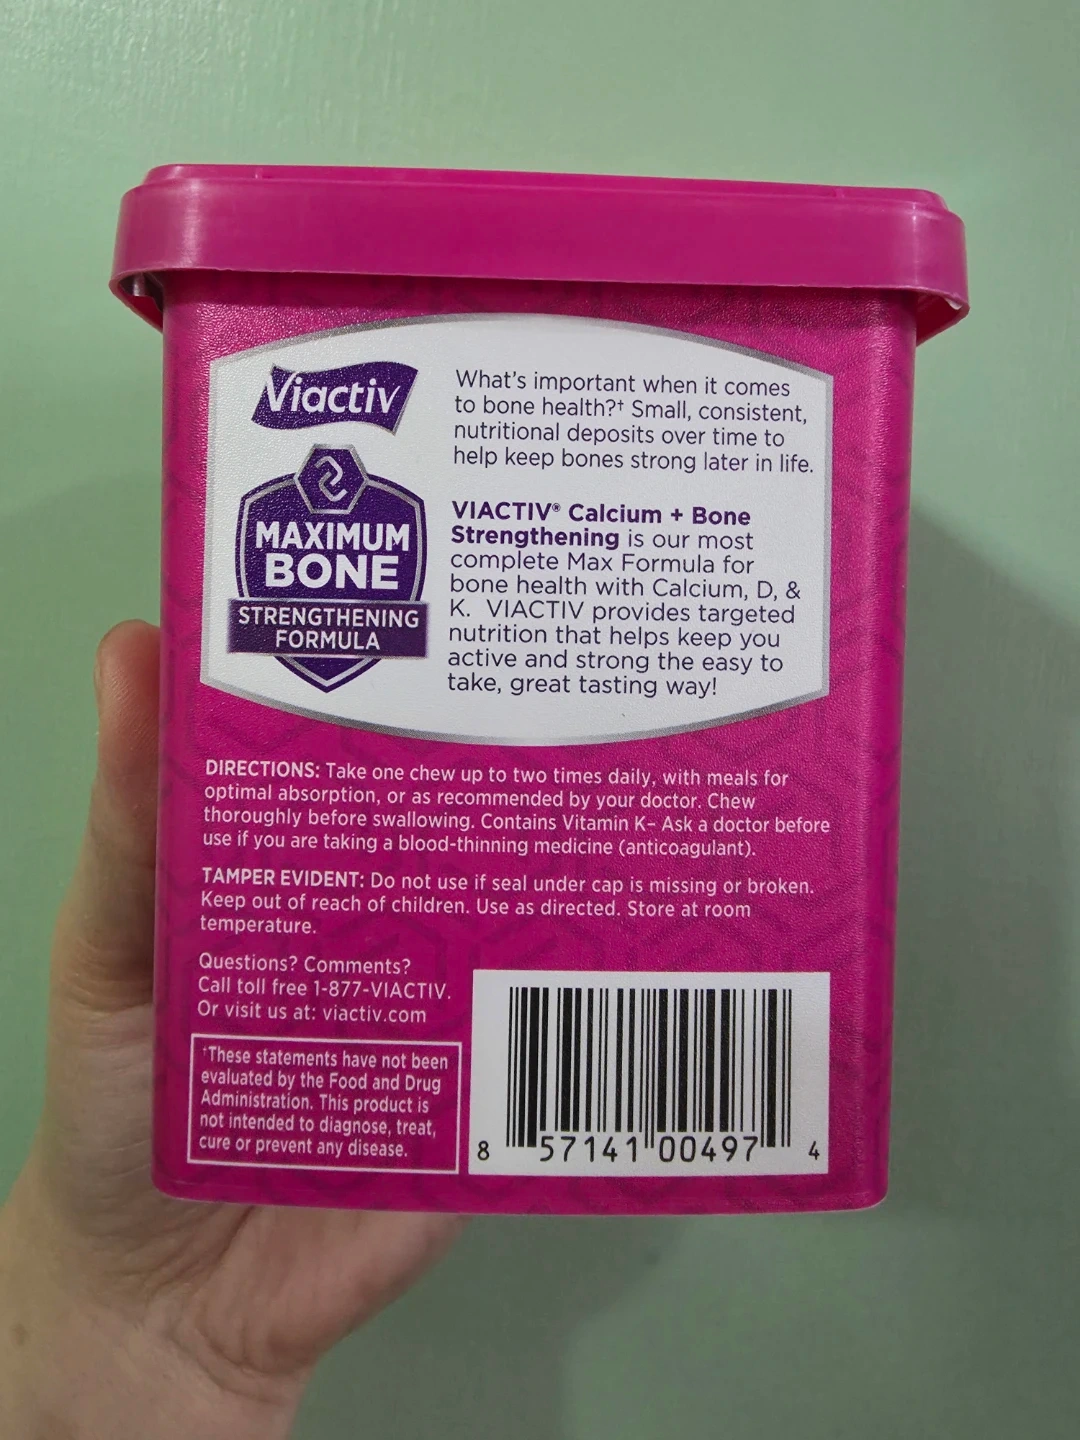 Viactiv
MAXIMUM
BONE
STRENGTHENING
FORMULA
What's important when it comes
to bone health?† Small, consistent,
nutritional deposits over time to
help keep bones strong later in life.
VIACTIV® Calcium + Bone
Strengthening is our most
complete Max Formula for
bone health with Calcium, D, &
K. VIACTIV provides targeted
nutrition that helps keep you
active and strong the easy to
take, great tasting way!
DIRECTIONS: Take one chew up to two times daily, with meals for
optimal absorption, or as recommended by your doctor. Chew
thoroughly before swallowing. Contains Vitamin K– Ask a doctor before
use if you are taking a blood-thinning medicine (anticoagulant).
TAMPER EVIDENT: Do not use if seal under cap is missing or broken.
Keep out of reach of children. Use as directed. Store at room
temperature.
Questions? Comments?
Call toll free 1-877-VIACTIV.
Or visit us at: viactiv.com
†These statements have not been
evaluated by the Food and Drug
Administration. This product is
not intended to diagnose, treat,
cure or prevent any disease.
8 57141 00497 4